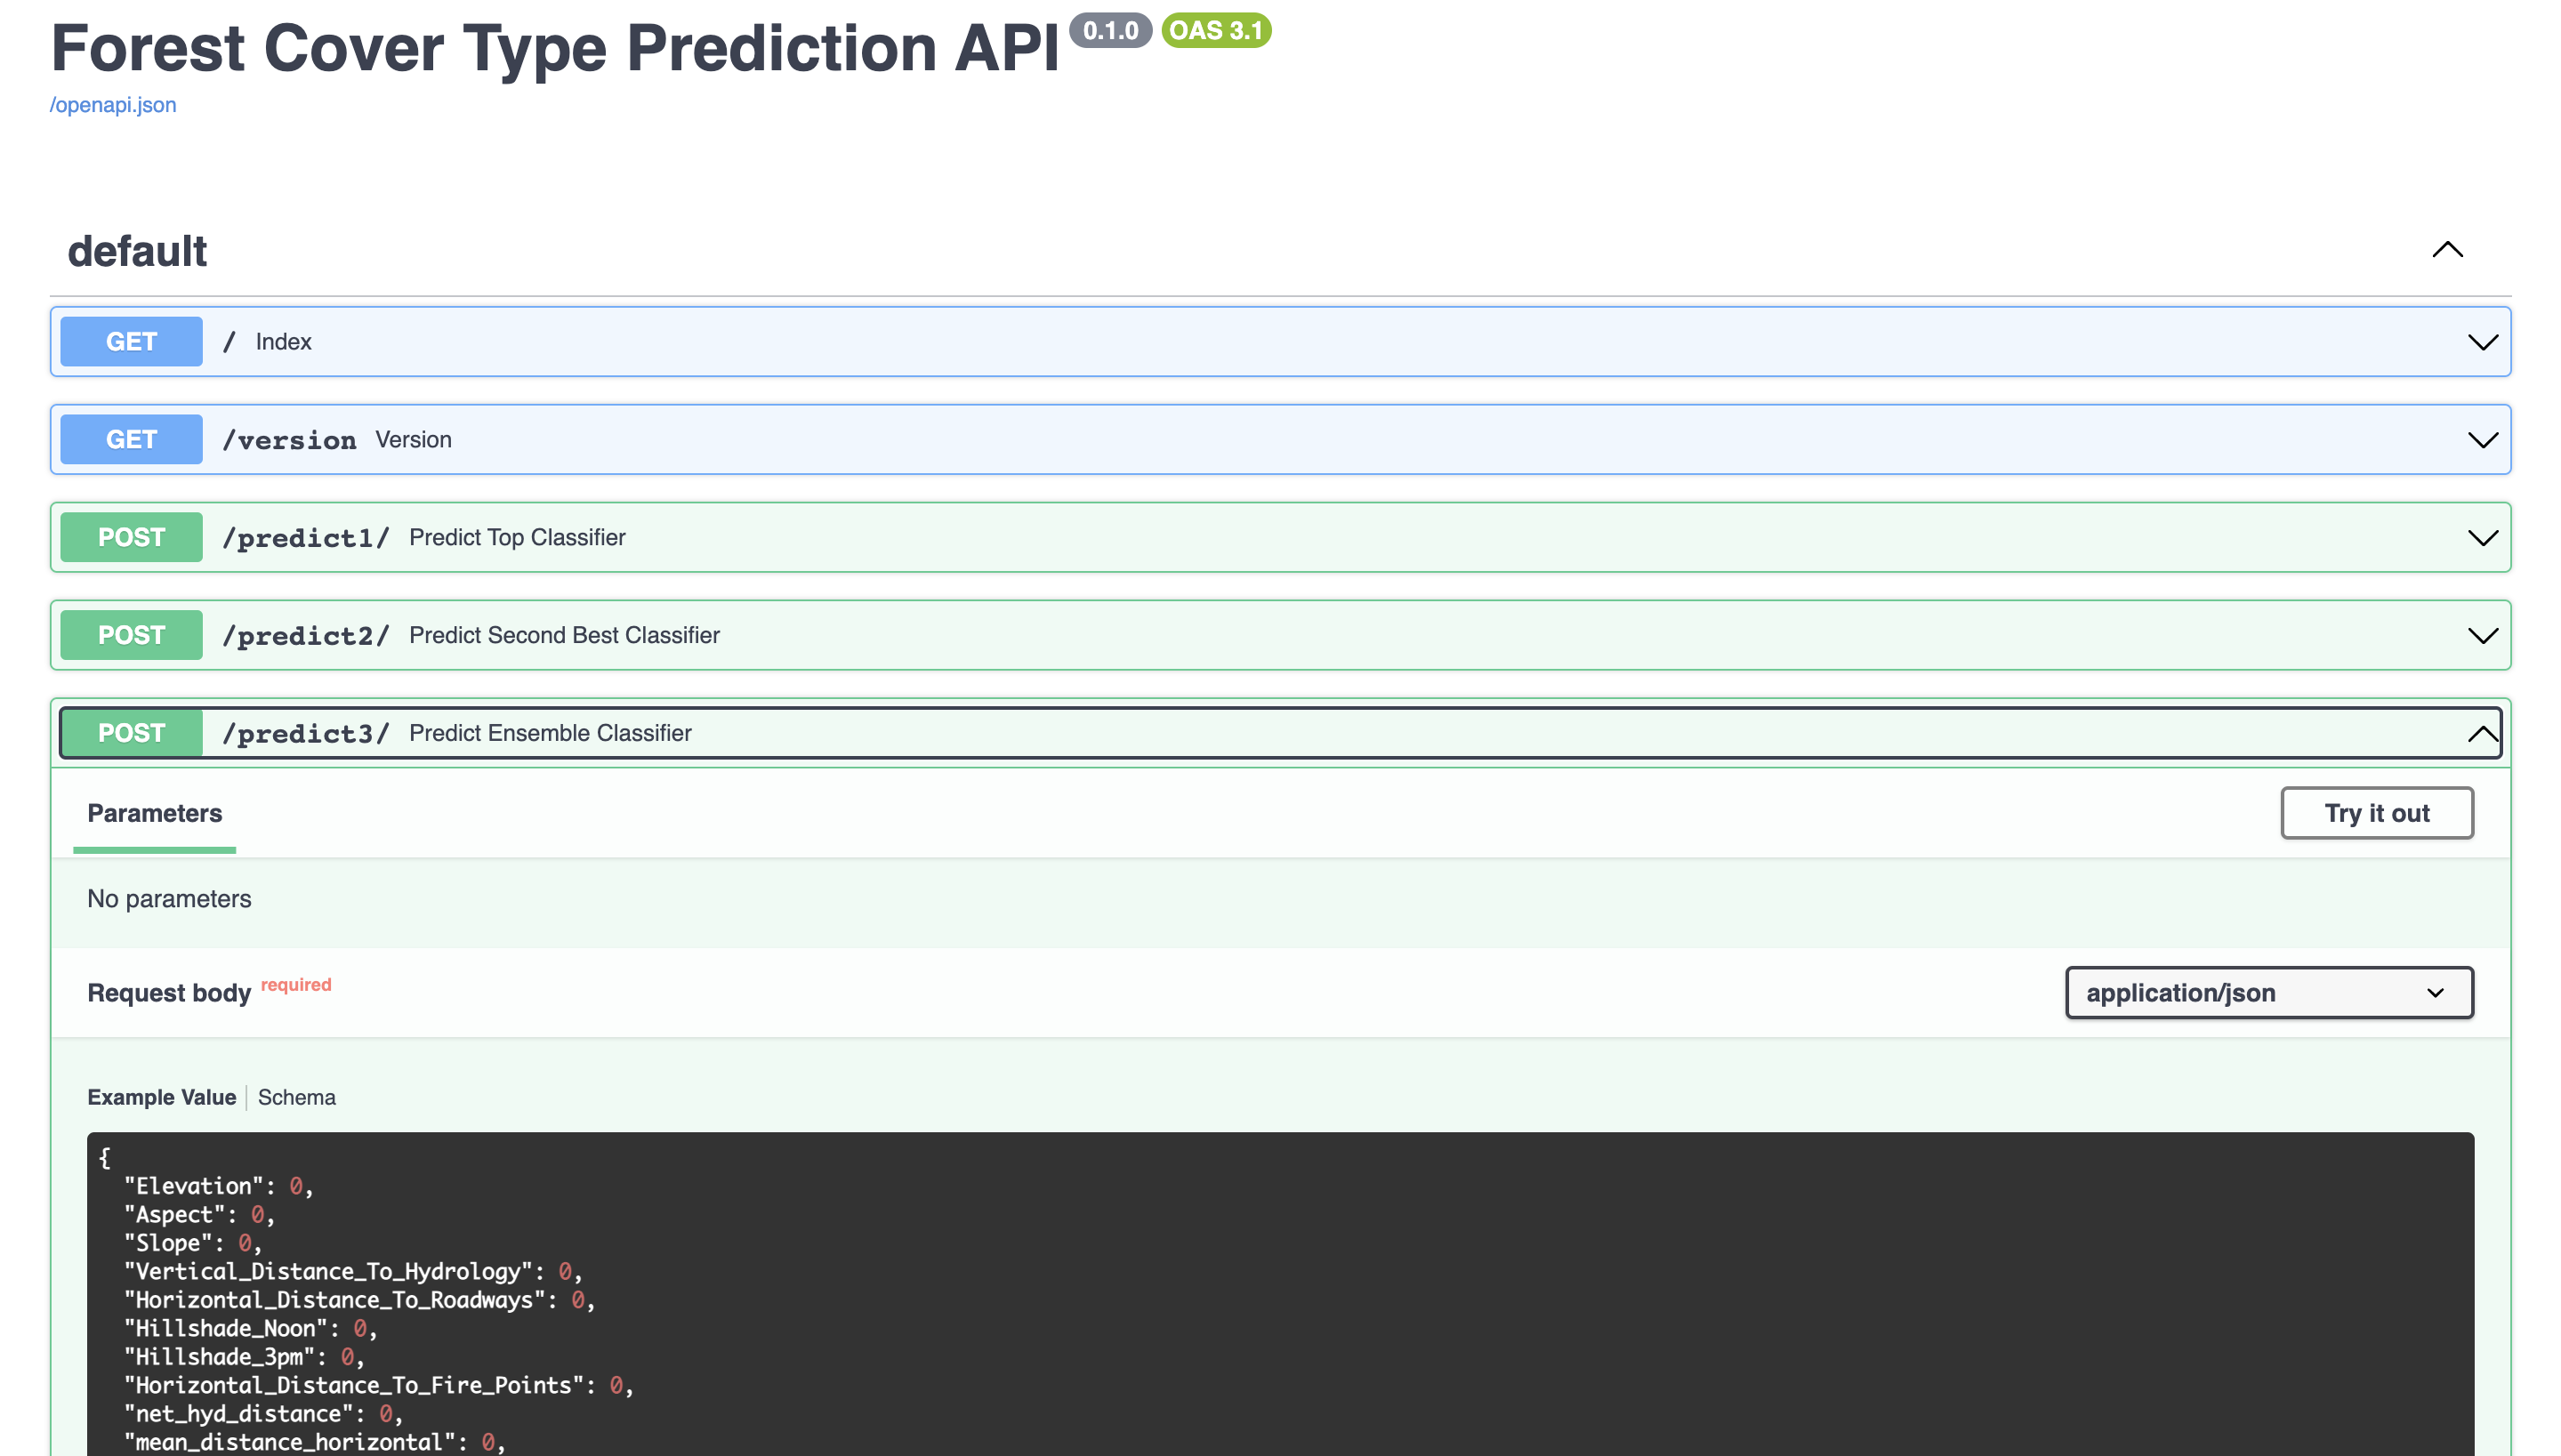 Forest Cover Type Prediction API 0.1.0 OAS 3.1
/openapi.json
default
GET / Index
GET /version Version
POST /predict1/ Predict Top Classifier
POST /predict2/ Predict Second Best Classifier
POST /predict3/ Predict Ensemble Classifier
Parameters Try it out
No parameters
Request body required application/json
Example Value Schema
{
"Elevation": 0,
"Aspect": 0,
"Slope": 0,
"Vertical_Distance_To_Hydrology": 0,
"Horizontal_Distance_To_Roadways": 0,
"Hillshade_Noon": 0,
"Hillshade_3pm": 0,
"Horizontal_Distance_To_Fire_Points": 0,
"net_hyd_distance": 0,
"mean_distance_horizontal": 0,